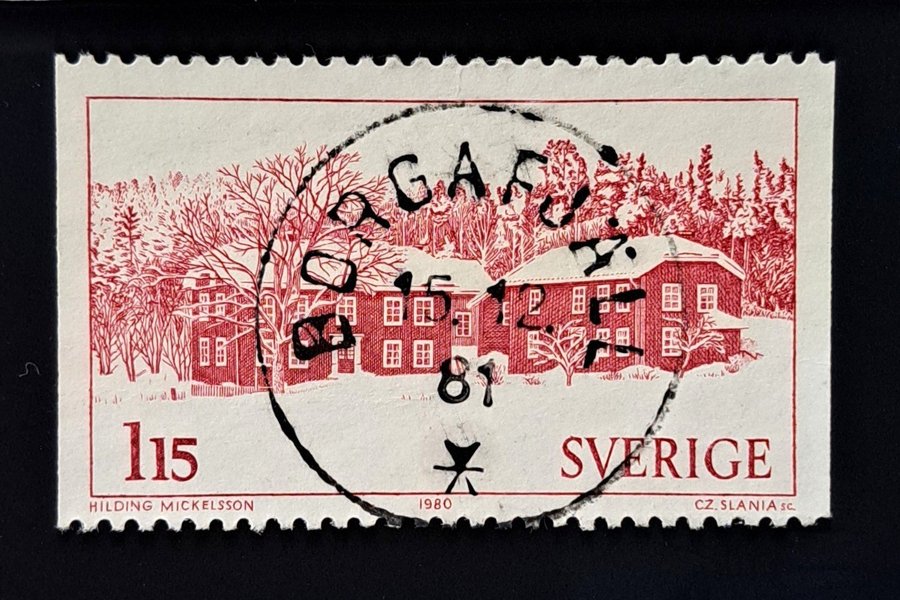 BORGAFJÄLL
15.12.
81
1 15
SVERIGE
HILDING MICKELSSON 1980 CZ. SLANIA SC.